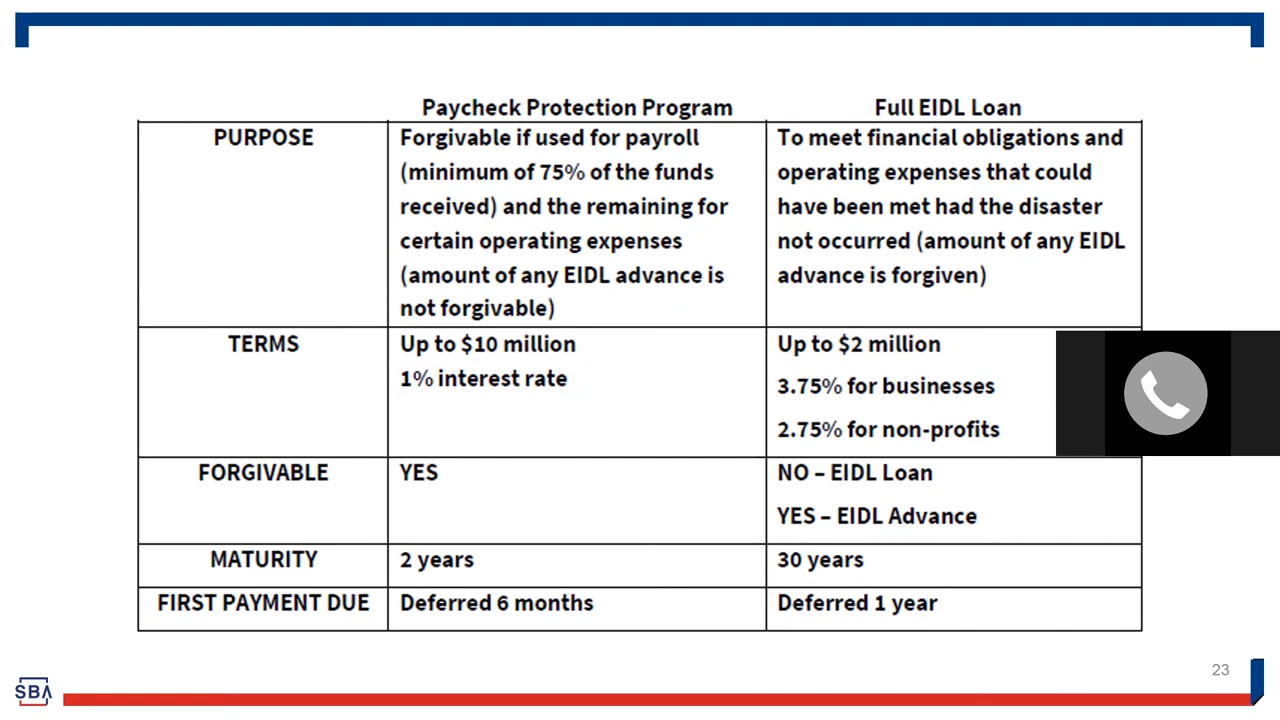 Paycheck Protection Program
Full EIDL Loan
PURPOSE
Forgivable if used for payroll
(minimum of 75% of the funds
received) and the remaining for
certain operating expenses
(amount of any EIDL advance is
not forgivable)
To meet financial obligations and
operating expenses that could
have been met had the disaster
not occurred (amount of any EIDL
advance is forgiven)
TERMS
Up to $10 million
1% interest rate
Up to $2 million
3.75% for businesses
2.75% for non-profits
FORGIVABLE
YES
NO – EIDL Loan
YES – EIDL Advance
MATURITY
2 years
30 years
FIRST PAYMENT DUE
Deferred 6 months
Deferred 1 year
23
SBA